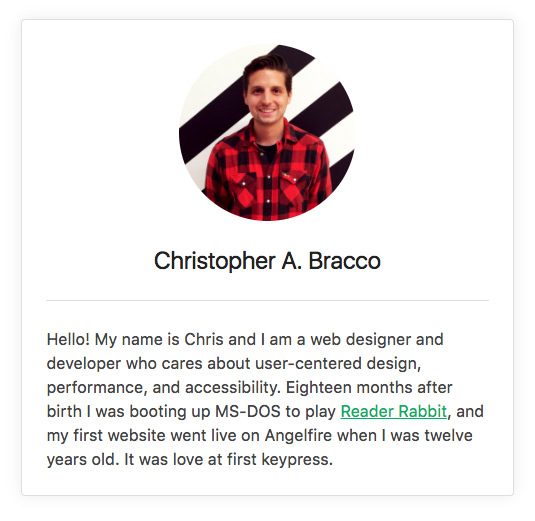 Christopher A. Bracco
Hello! My name is Chris and I am a web designer and
developer who cares about user-centered design,
performance, and accessibility. Eighteen months after
birth I was booting up MS-DOS to play Reader Rabbit, and
my first website went live on Angelfire when I was twelve
years old. It was love at first keypress.